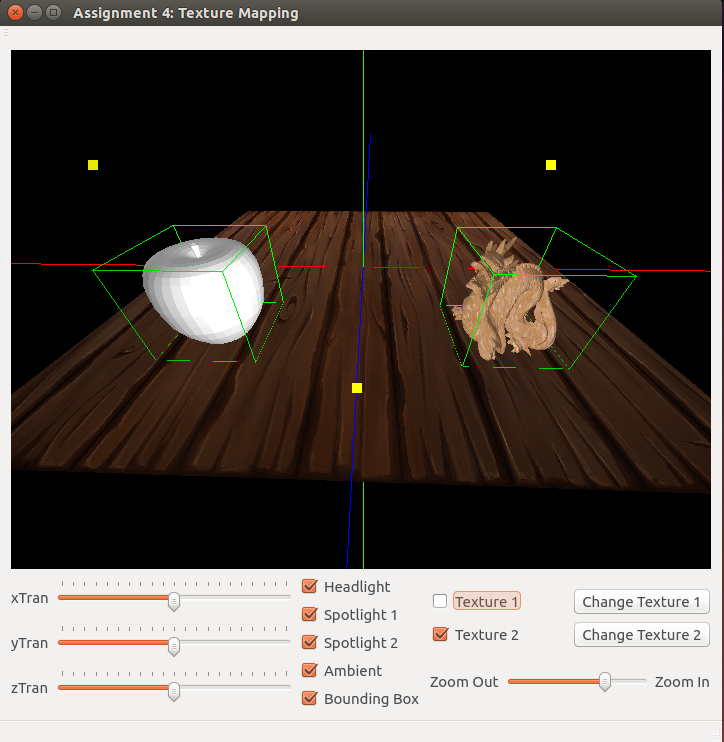 Assignment 4: Texture Mapping
xTran
yTran
zTran
Headlight
Spotlight 1
Spotlight 2
Ambient
Bounding Box
Texture 1
Texture 2
Change Texture 1
Change Texture 2
Zoom Out
Zoom In